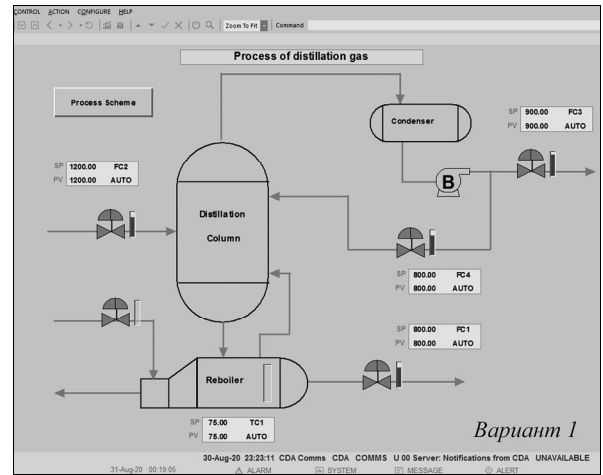 CONTROL ACTION CONFIGURE HELP
Zoom To Fit Command
Process of distillation gas
Process Scheme
Condenser
SP 900.00 FC3
PV 900.00 AUTO
SP 1200.00 FC2
PV 1200.00 AUTO
B
Distillation
Column
SP 800.00 FC4
PV 800.00 AUTO
SP 800.00 FC1
PV 800.00 AUTO
Reboiler
SP 75.00 TC1
PV 75.00 AUTO
Вариант 1
30-Aug-20 23:23:11 CDA Comms CDA COMMS U 00 Server: Notifications from CDA UNAVAILABLE
31-Aug-20 00:19:05 ALARM SYSTEM MESSAGE ALERT